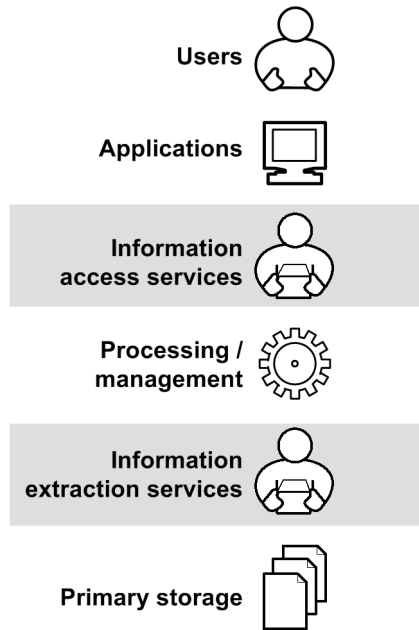 Users
Applications
Information
access services
Processing /
management
Information
extraction services
Primary storage